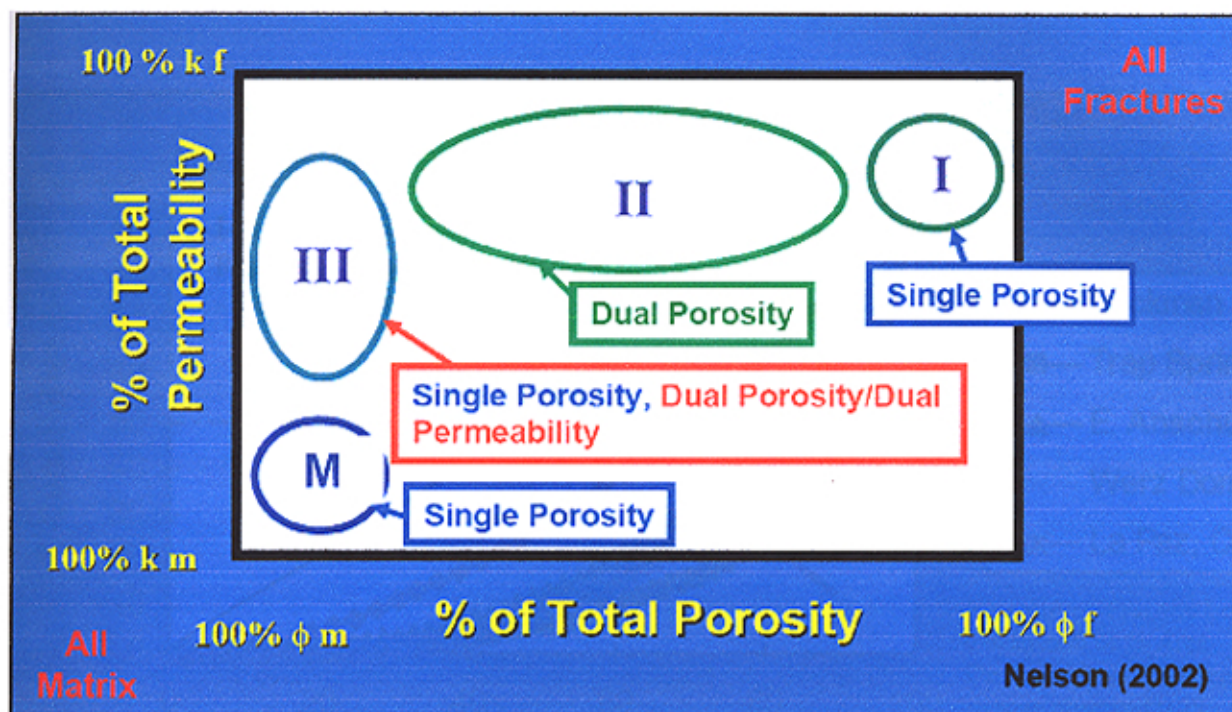 100 % k f
All
Fractures
% of Total
Permeability
III
II
I
Single Porosity
Dual Porosity
Single Porosity, Dual Porosity/Dual
Permeability
M
Single Porosity
100% k m
100% ϕ m
% of Total Porosity
100% ϕ f
All
Matrix
Nelson (2002)